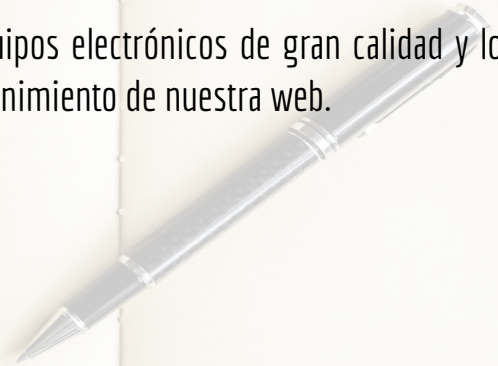 uipos electrónicos de gran calidad y lo
nimiento de nuestra web.